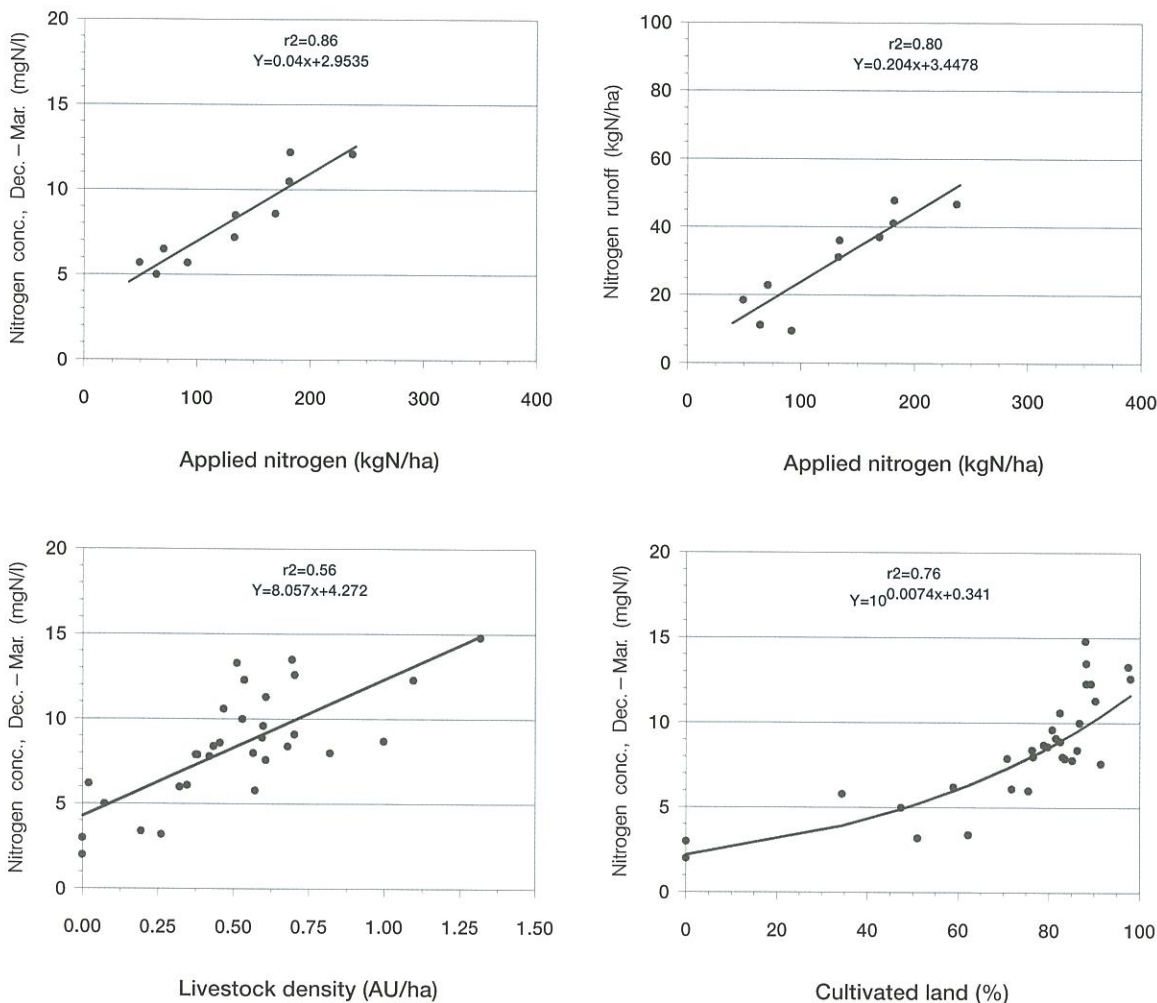 Nitrogen conc., Dec. – Mar. (mgN/l)
20
15
10
5
0
r2=0.86
Y=0.04x+2.9535
0 100 200 300 400
Applied nitrogen (kgN/ha)
Nitrogen runoff (kgN/ha)
100
80
60
40
20
0
r2=0.80
Y=0.204x+3.4478
0 100 200 300 400
Applied nitrogen (kgN/ha)
Nitrogen conc., Dec. – Mar. (mgN/l)
20
15
10
5
0
r2=0.56
Y=8.057x+4.272
0.00 0.25 0.50 0.75 1.00 1.25 1.50
Livestock density (AU/ha)
Nitrogen conc., Dec. – Mar. (mgN/l)
20
15
10
5
0
r2=0.76
Y=10^0.0074x+0.341
0 20 40 60 80 100
Cultivated land (%)